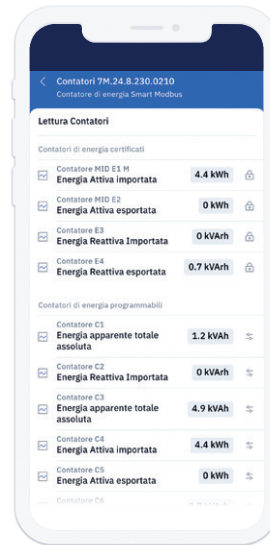 Contatori 7M.24.8.230.0210
Contatore di energia Smart Modbus
Lettura Contatori
Contatori di energia certificati
Contatore MID E1 M
Energia Attiva importata
4.4 kWh
Contatore MID E2
Energia Attiva esportata
0 kWh
Contatore E3
Energia Reattiva Importata
0 kVArh
Contatore E4
Energia Reattiva esportata
0.7 kVArh
Contatori di energia programmabili
Contatore C1
Energia apparente totale
assoluta
1.2 kVAh
Contatore C2
Energia Reattiva Importata
0 kVArh
Contatore C3
Energia apparente totale
assoluta
4.9 kVAh
Contatore C4
Energia Attiva importata
4.4 kWh
Contatore C5
Energia Attiva esportata
0 kWh
Contatore C6